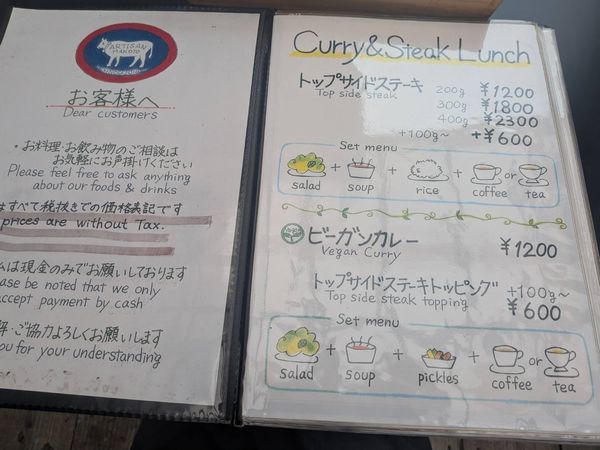 ARTISAN
MAKOTO
お客様へ
Dear customers
・お料理・お飲み物のご相談は
お気軽にお声掛けください
Please feel free to ask anything
about our foods & drinks
はすべて税抜きでの価格表記です
prices are without Tax.
ムは現金のみでお願いしております
ase be noted that we only
accept payment by cash
解・ご協力よろしくお願いします
ou for your understanding
Curry&Steak Lunch
トップサイドステーキ 200g ¥1200
Top side steak 300g ¥1800
400g ¥2300
+100g~ +¥600
Set menu
salad + soup + rice + coffee or tea
ビーガンカレー ¥1200
Vegan Curry
トップサイドステーキトッピング +100g~
Top side steak topping ¥600
Set menu
salad + soup + pickles + coffee or tea